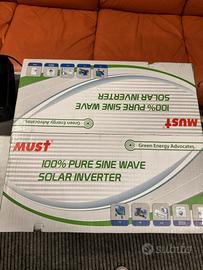 100% PURE SINE WAVE
SOLAR INVERTER
MUST
Green Energy Advocates.
MUST
Green Energy Advocates.
100% PURE SINE WAVE
SOLAR INVERTER
subito